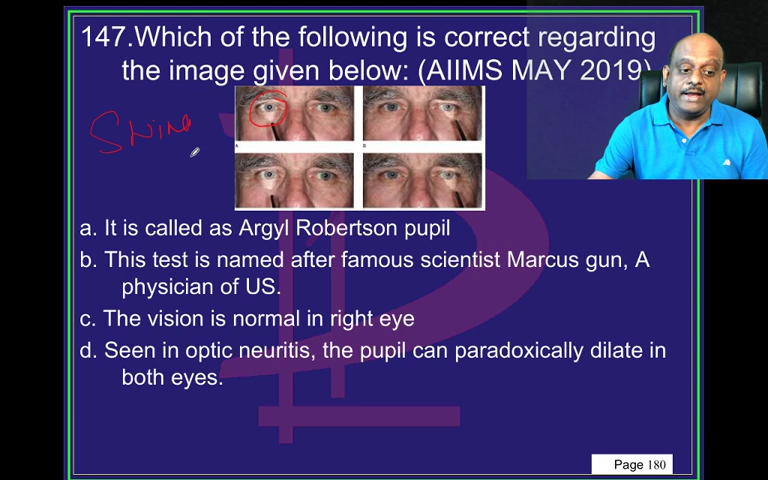 147.Which of the following is correct regarding
the image given below: (AIIMS MAY 2019)
a. It is called as Argyl Robertson pupil
b. This test is named after famous scientist Marcus gun, A
physician of US.
c. The vision is normal in right eye
d. Seen in optic neuritis, the pupil can paradoxically dilate in
both eyes.
Page 180